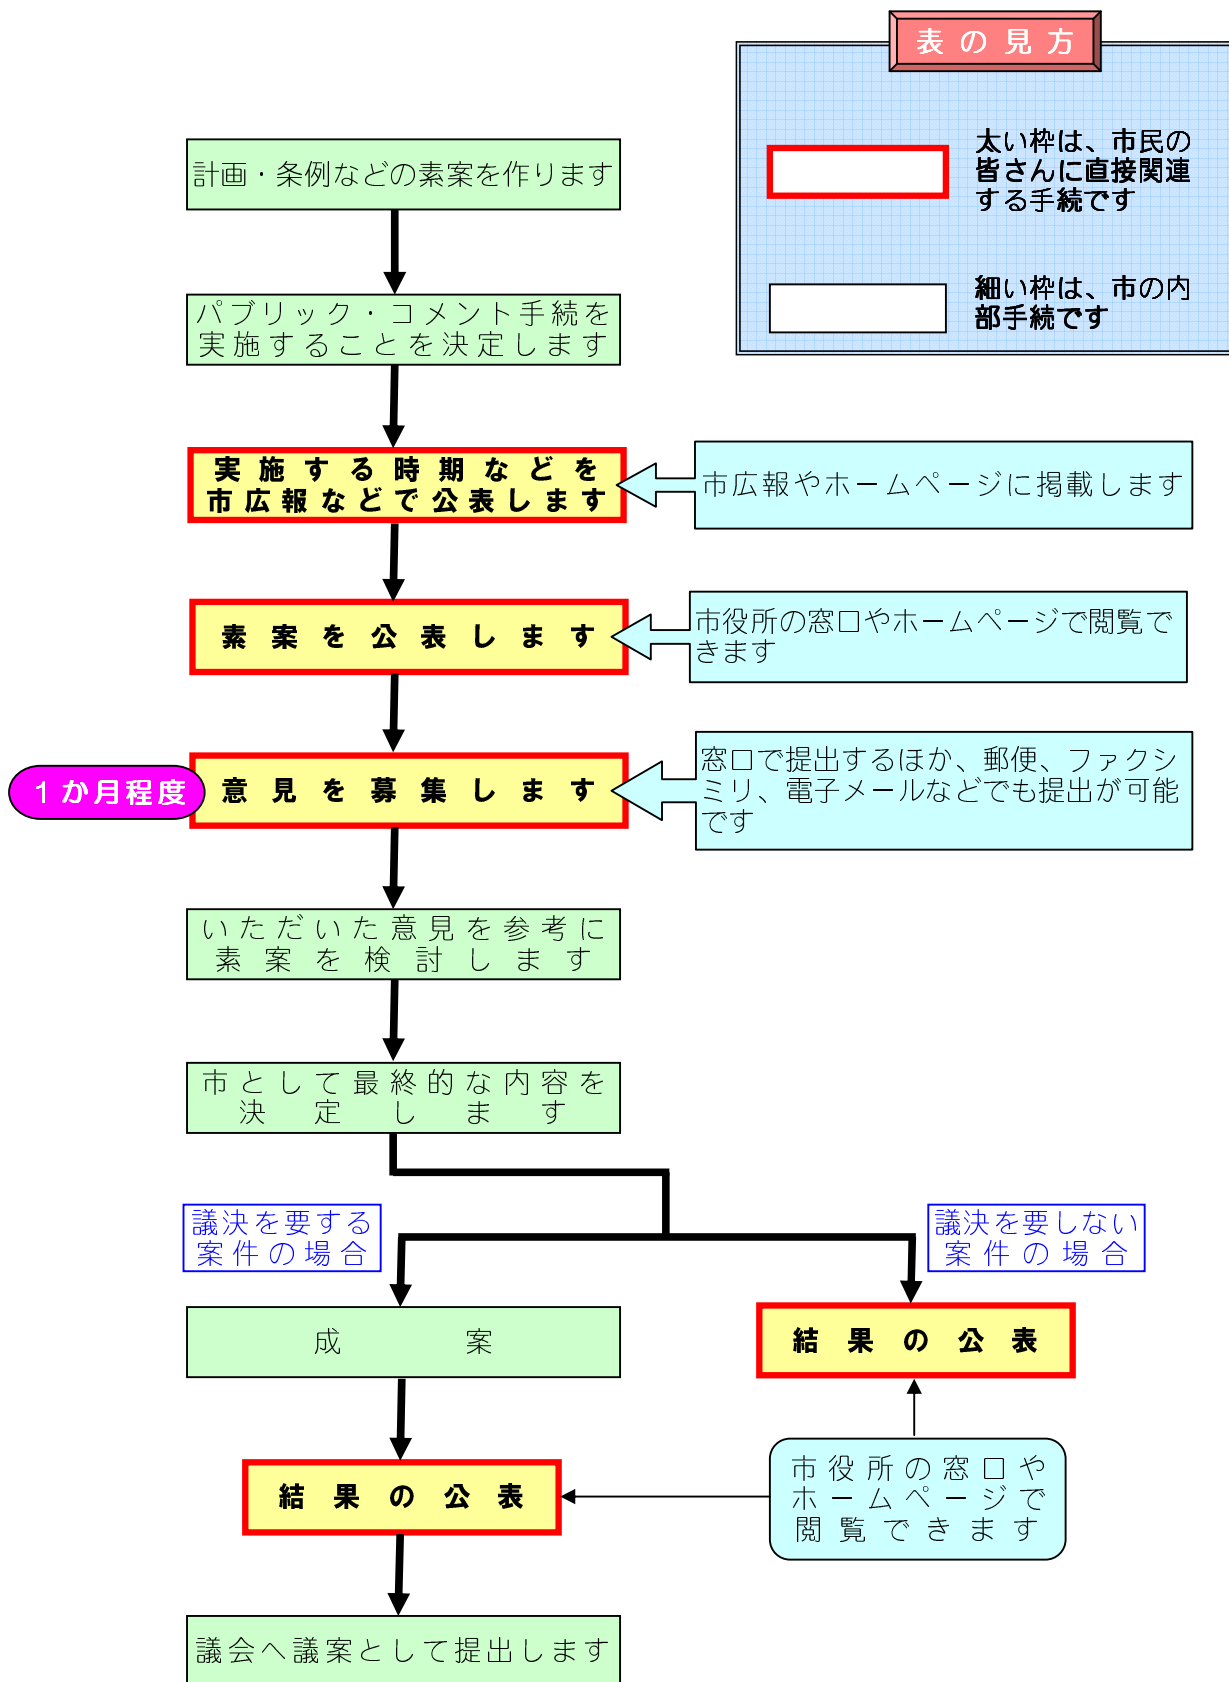 表の見方
太い枠は、市民の
皆さんに直接関連
する手続です
細い枠は、市の内
部手続です
計画・条例などの素案を作ります
パブリック・コメント手続を
実施することを決定します
実施する時期などを
市広報などで公表します
市広報やホームページに掲載します
素案を公表します
市役所の窓口やホームページで閲覧で
きます
1か月程度
意見を募集します
窓口で提出するほか、郵便、ファクシ
ミリ、電子メールなどでも提出が可能
です
いただいた意見を参考に
素案を検討します
市として最終的な内容を
決定します
議決を要する
案件の場合
議決を要しない
案件の場合
成案
結果の公表
結果の公表
市役所の窓口や
ホームページで
閲覧できます
議会へ議案として提出します